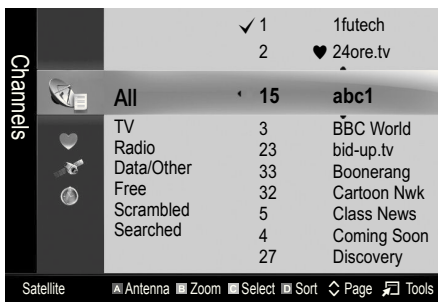 Channels
✓ 1 1futech
2 ♥ 24ore.tv
All 15 abc1
TV 3 BBC World
Radio 23 bid-up.tv
Data/Other 33 Boonerang
Free 32 Cartoon Nwk
Scrambled 5 Class News
Searched 4 Coming Soon
27 Discovery
Satellite A Antenna B Zoom C Select D Sort Page Tools